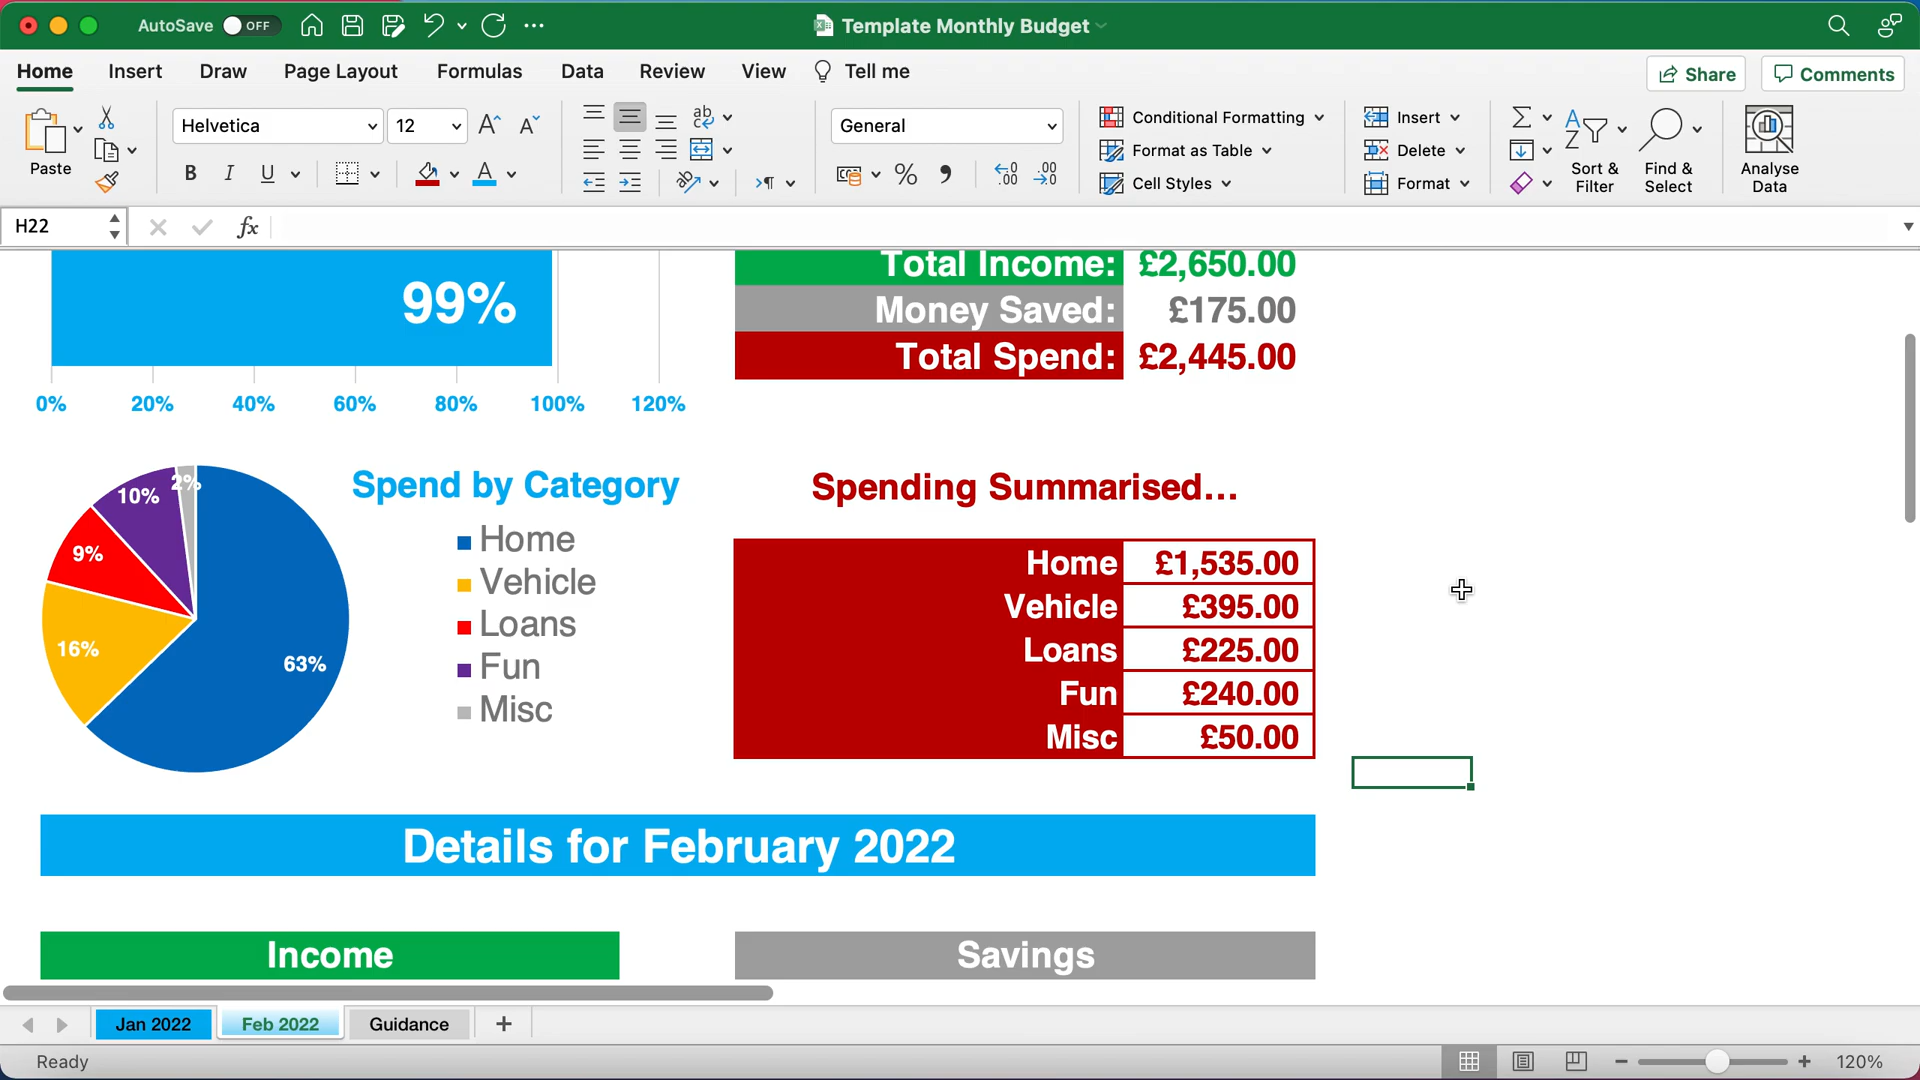 AutoSave OFF
Template Monthly Budget
Home Insert Draw Page Layout Formulas Data Review View Tell me
Share Comments
Paste
Helvetica 12
B I U
General
Conditional Formatting
Format as Table
Cell Styles
Insert
Delete
Format
Sort &
Filter
Find &
Select
Analyse
Data
H22 fx
99%
0% 20% 40% 60% 80% 100% 120%
Total Income: £2,650.00
Money Saved: £175.00
Total Spend: £2,445.00
Spend by Category
2%
10%
9%
16%
63%
Home
Vehicle
Loans
Fun
Misc
Spending Summarised...
Home £1,535.00
Vehicle £395.00
Loans £225.00
Fun £240.00
Misc £50.00
Details for February 2022
Income Savings
Jan 2022 Feb 2022 Guidance
Ready 120%